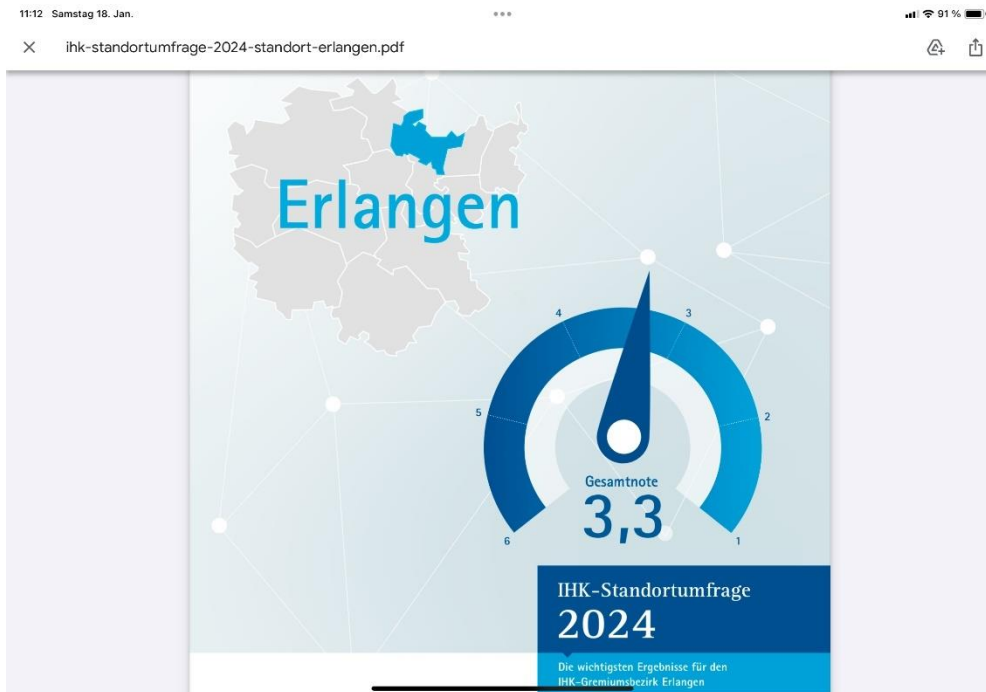 11:12 Samstag 18. Jan.
91 %
ihk-standortumfrage-2024-standort-erlangen.pdf
Erlangen
4
3
5
2
Gesamtnote
3,3
6
1
IHK-Standortumfrage
2024
Die wichtigsten Ergebnisse für den
IHK-Gremiumsbezirk Erlangen